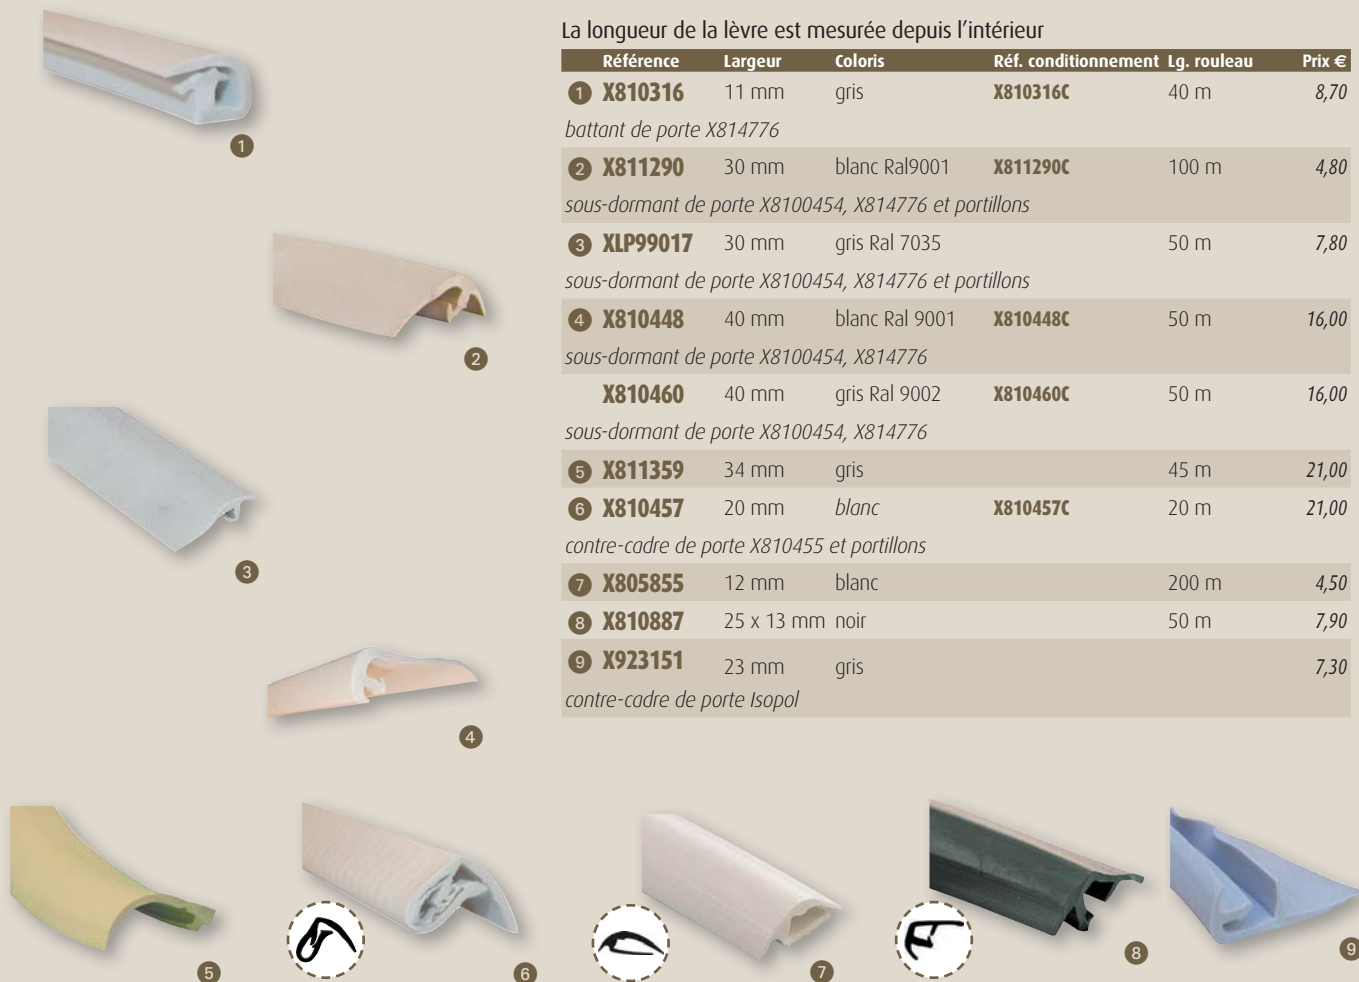 La longueur de la lèvre est mesurée depuis l'intérieur
Référence Largeur Coloris Réf. conditionnement Lg. rouleau Prix €
1 X810316 11 mm gris X810316C 40 m 8,70
battant de porte X814776
2 X811290 30 mm blanc Ral9001 X811290C 100 m 4,80
sous-dormant de porte X8100454, X814776 et portillons
3 XLP99017 30 mm gris Ral 7035 50 m 7,80
sous-dormant de porte X8100454, X814776 et portillons
4 X810448 40 mm blanc Ral 9001 X810448C 50 m 16,00
sous-dormant de porte X8100454, X814776
X810460 40 mm gris Ral 9002 X810460C 50 m 16,00
sous-dormant de porte X8100454, X814776
5 X811359 34 mm gris 45 m 21,00
6 X810457 20 mm blanc X810457C 20 m 21,00
contre-cadre de porte X810455 et portillons
7 X805855 12 mm blanc 200 m 4,50
8 X810887 25 x 13 mm noir 50 m 7,90
9 X923151 23 mm gris 7,30
contre-cadre de porte Isopol
1
2
3
4
5
6
7
8
9